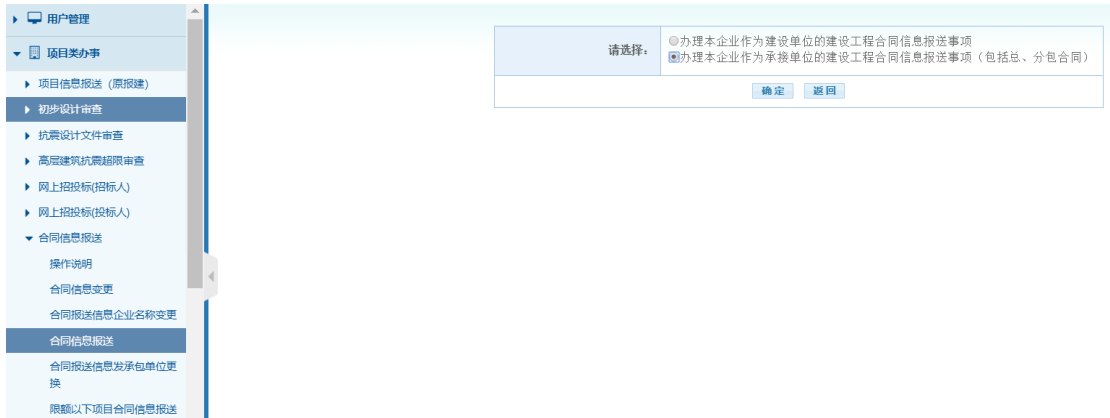 用户管理
项目类办事
项目信息报送（原报建）
初步设计审查
抗震设计文件审查
高层建筑抗震超限审查
网上招投标(招标人)
网上招投标(投标人)
合同信息报送
操作说明
合同信息变更
合同报送信息企业名称变更
合同信息报送
合同报送信息发承包单位更
换
限额以下项目合同信息报送
请选择：
办理本企业作为建设单位的建设工程合同信息报送事项
办理本企业作为承接单位的建设工程合同信息报送事项（包括总、分包合同）
确定 返回